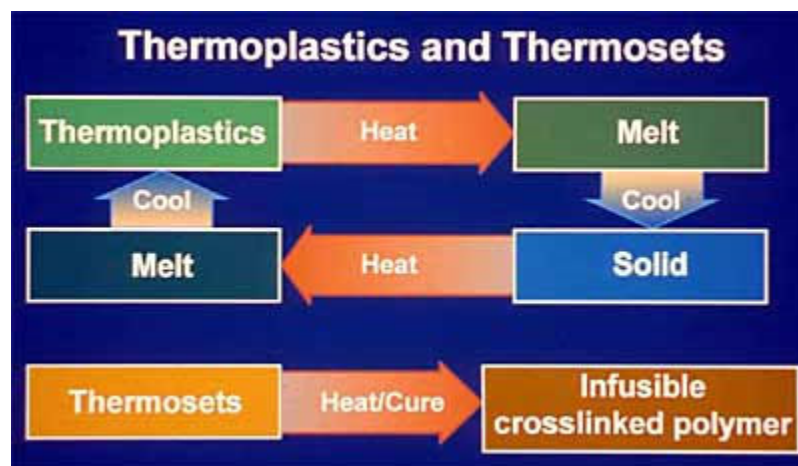 Thermoplastics and Thermosets
Thermoplastics
Heat
Melt
Cool
Cool
Melt
Heat
Solid
Thermosets
Heat/Cure
Infusible
crosslinked polymer